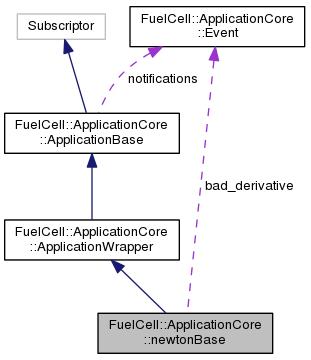 Subscriptor
FuelCell::ApplicationCore
::Event
notifications
FuelCell::ApplicationCore
::ApplicationBase
bad_derivative
FuelCell::ApplicationCore
::ApplicationWrapper
FuelCell::ApplicationCore
::newtonBase